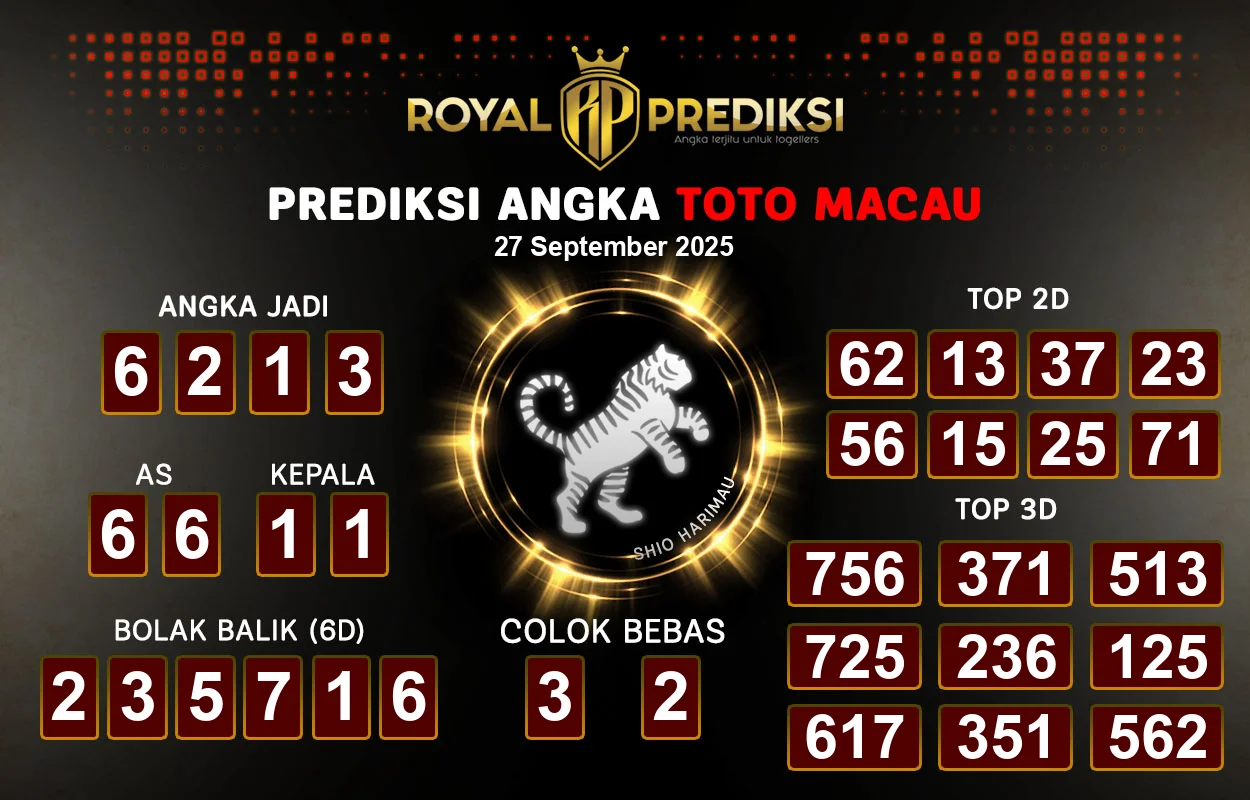 ROYAL RP PREDIKSI
Angka terjitu untuk togellers
PREDIKSI ANGKA TOTO MACAU
27 September 2025
ANGKA JADI
6 2 1 3
AS
6 6
KEPALA
1 1
BOLAK BALIK (6D)
2 3 5 7 1 6
SHIO HARIMAU
COLOK BEBAS
3 2
TOP 2D
62 13 37 23
56 15 25 71
TOP 3D
756 371 513
725 236 125
617 351 562